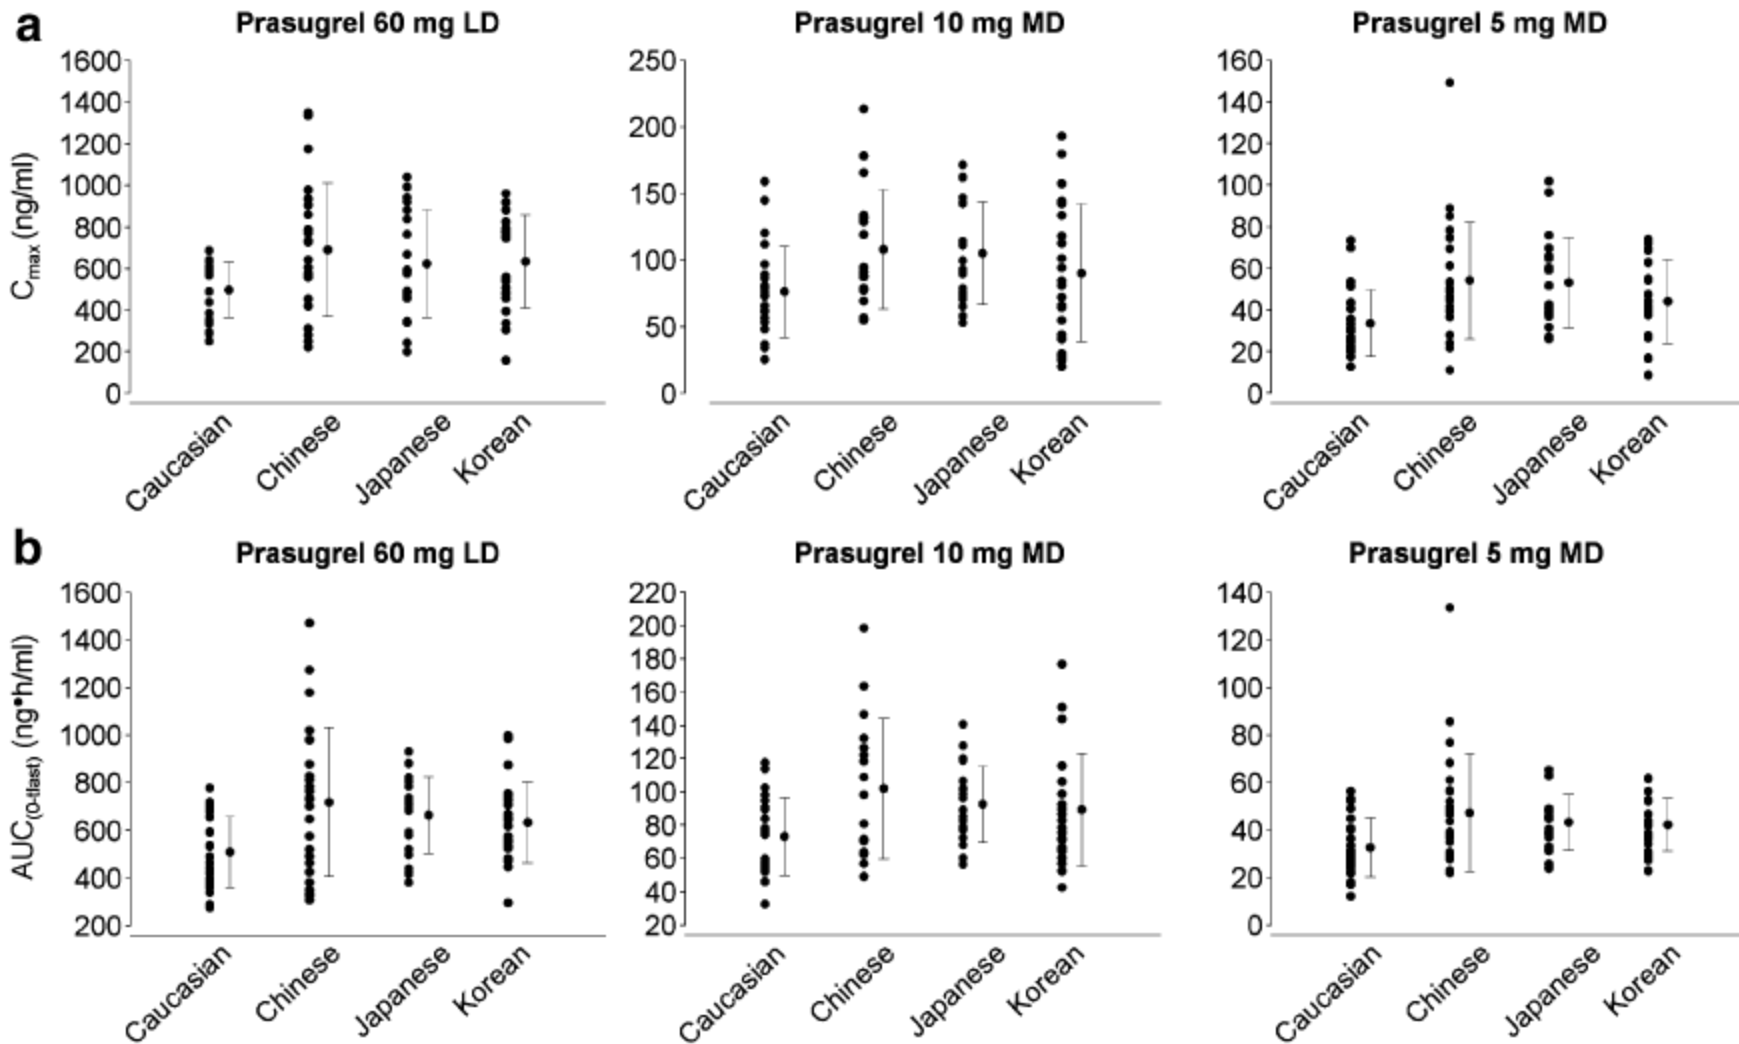 a
Prasugrel 60 mg LD
Prasugrel 10 mg MD
Prasugrel 5 mg MD
Cmax (ng/ml)
1600
1400
1200
1000
800
600
400
200
0
Caucasian
Chinese
Japanese
Korean
250
200
150
100
50
0
Caucasian
Chinese
Japanese
Korean
160
140
120
100
80
60
40
20
0
Caucasian
Chinese
Japanese
Korean
b
Prasugrel 60 mg LD
Prasugrel 10 mg MD
Prasugrel 5 mg MD
AUC(0-tlast) (ng•h/ml)
1600
1400
1200
1000
800
600
400
200
Caucasian
Chinese
Japanese
Korean
220
200
180
160
140
120
100
80
60
40
20
Caucasian
Chinese
Japanese
Korean
140
120
100
80
60
40
20
0
Caucasian
Chinese
Japanese
Korean